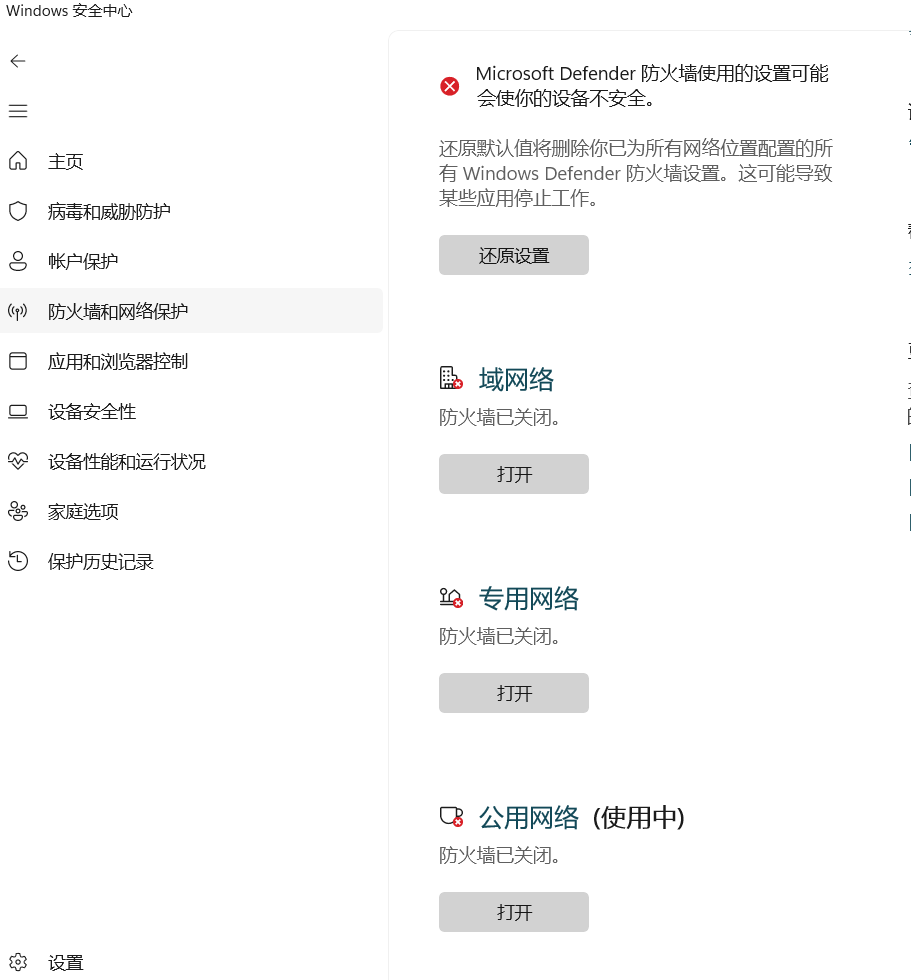 Windows 安全中心
主页
病毒和威胁防护
帐户保护
防火墙和网络保护
应用和浏览器控制
设备安全性
设备性能和运行状况
家庭选项
保护历史记录
设置
Microsoft Defender 防火墙使用的设置可能
会使你的设备不安全。
还原默认值将删除你已为所有网络位置配置的所
有 Windows Defender 防火墙设置。这可能导致
某些应用停止工作。
还原设置
域网络
防火墙已关闭。
打开
专用网络
防火墙已关闭。
打开
公用网络 (使用中)
防火墙已关闭。
打开